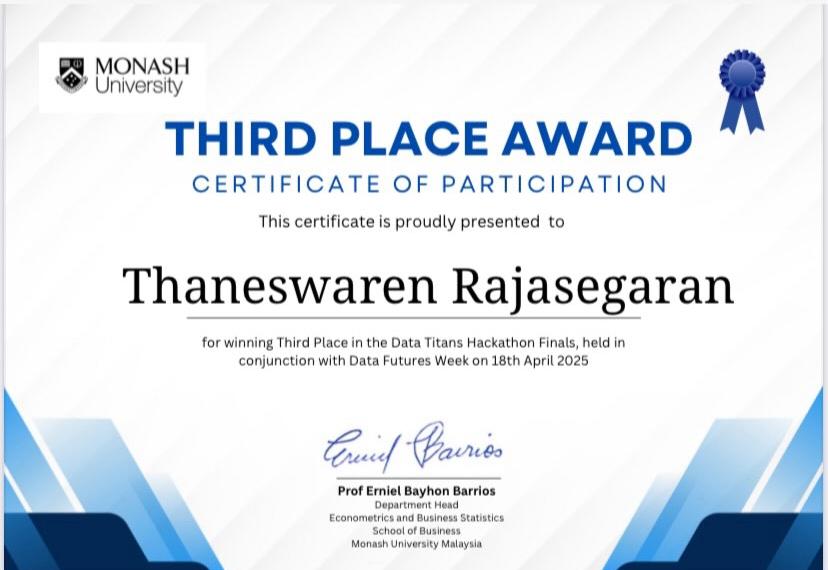 MONASH
University
THIRD PLACE AWARD
CERTIFICATE OF PARTICIPATION
This certificate is proudly presented to
Thaneswaren Rajasegaran
for winning Third Place in the Data Titans Hackathon Finals, held in
conjunction with Data Futures Week on 18th April 2025
Erniel Barrios
Prof Erniel Bayhon Barrios
Department Head
Econometrics and Business Statistics
School of Business
Monash University Malaysia